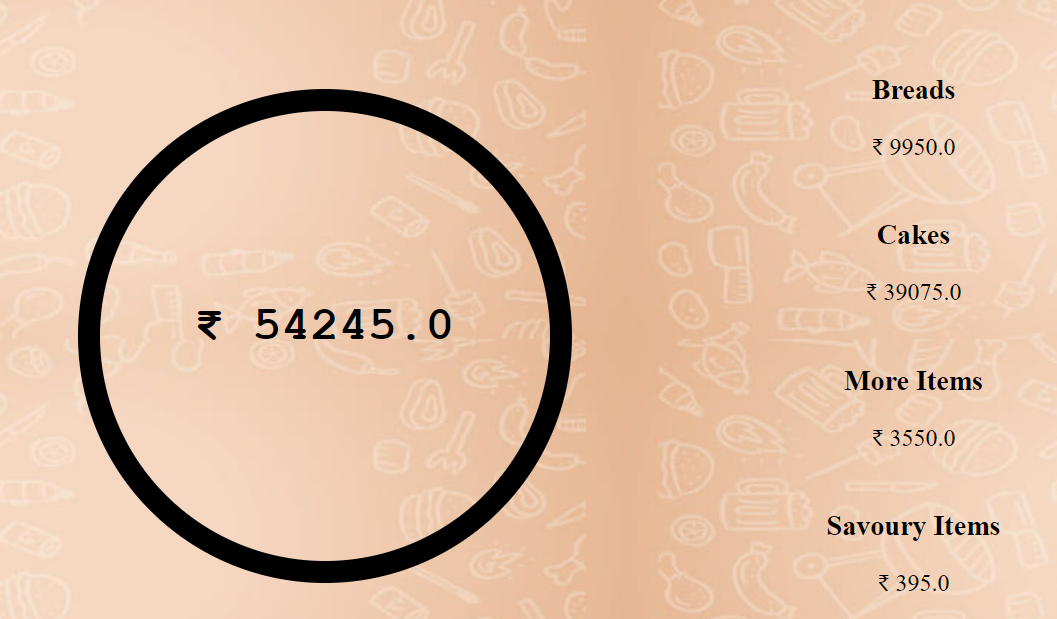 ₹ 54245.0
Breads
₹ 9950.0
Cakes
₹ 39075.0
More Items
₹ 3550.0
Savoury Items
₹ 395.0